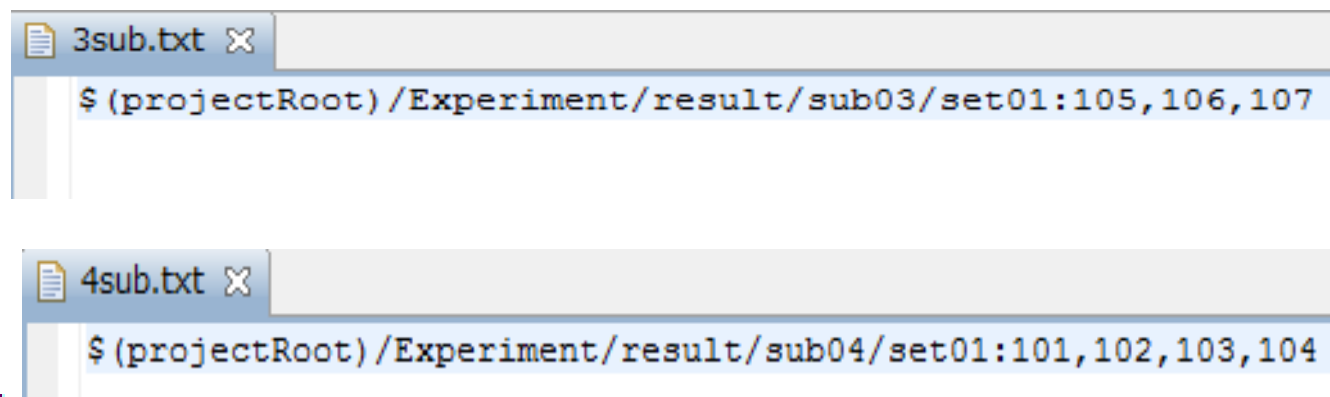 3sub.txt
$(projectRoot)/Experiment/result/sub03/set01:105,106,107
4sub.txt
$(projectRoot)/Experiment/result/sub04/set01:101,102,103,104